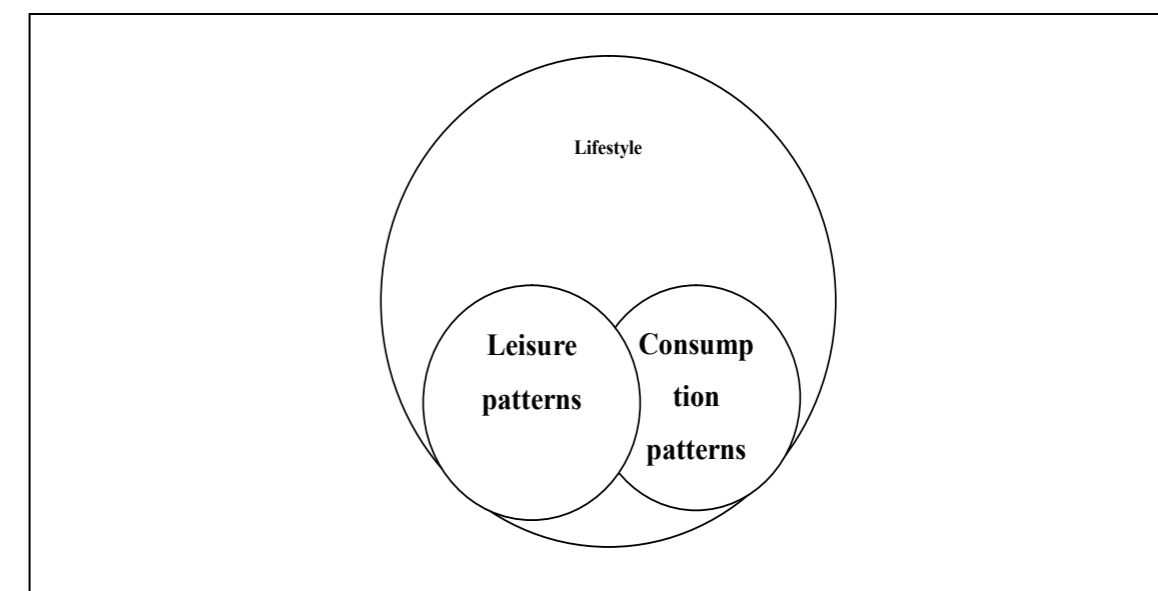 Lifestyle
Leisure
patterns
Consump
tion
patterns